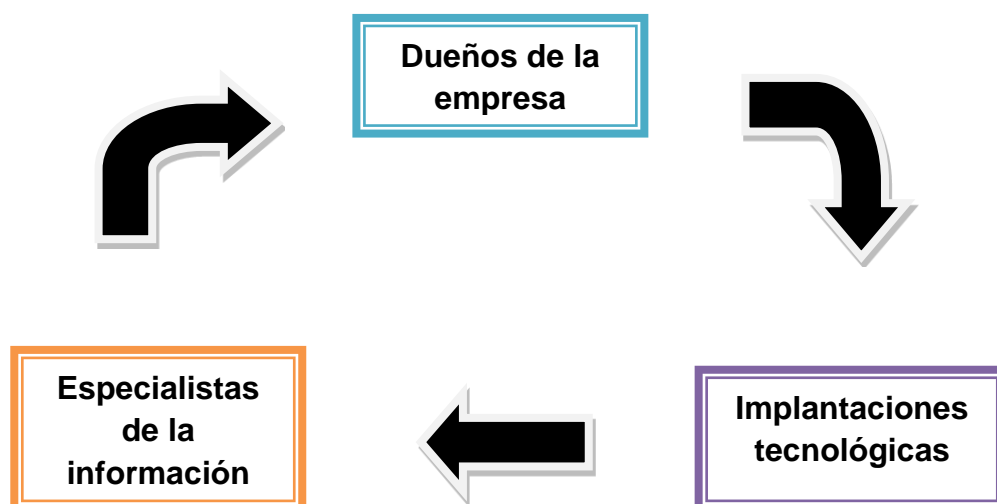 Dueños de la
empresa
Especialistas
de la
información
Implantaciones
tecnológicas